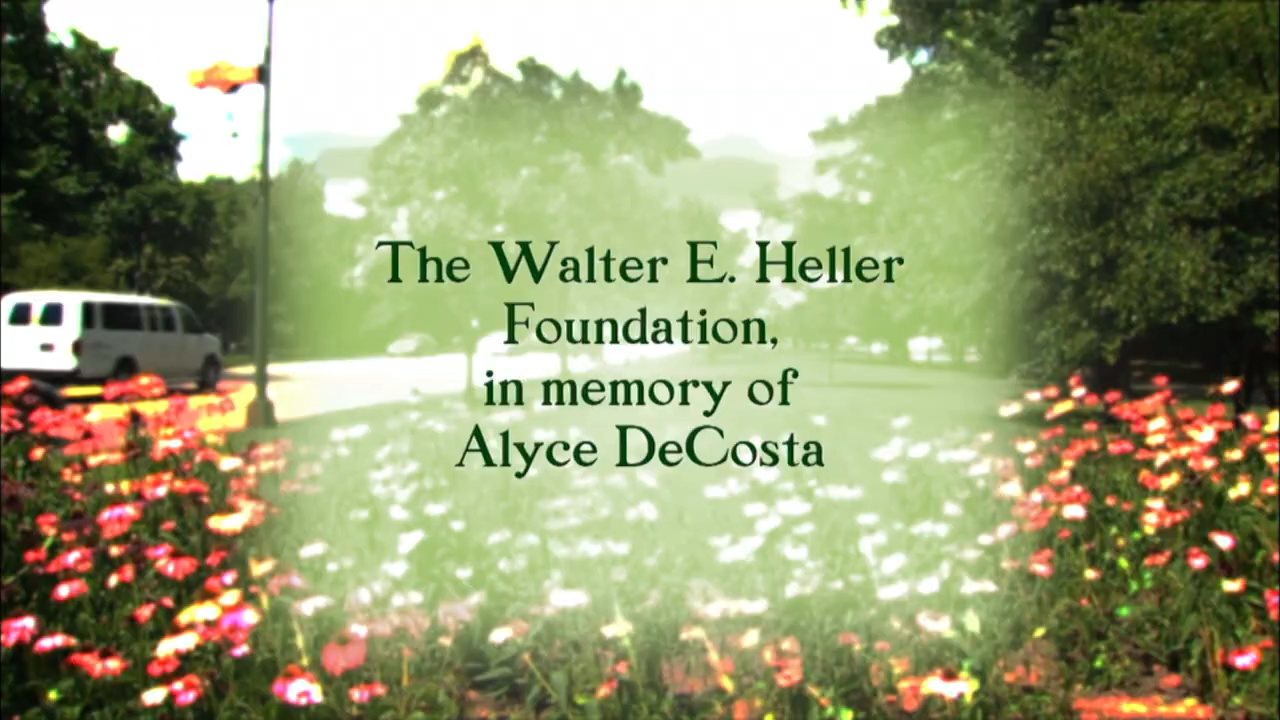 The Walter E. Heller
Foundation,
in memory of
Alyce DeCosta